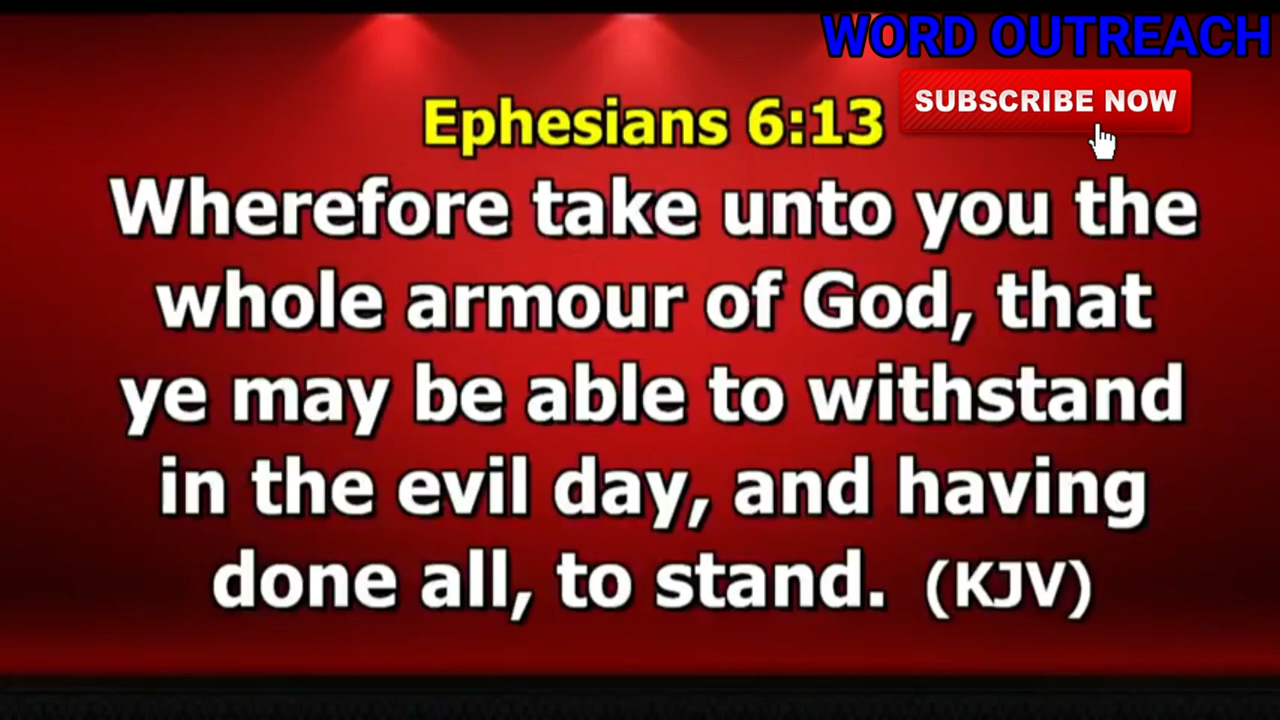 WORD OUTREACH
SUBSCRIBE NOW
Ephesians 6:13
Wherefore take unto you the
whole armour of God, that
ye may be able to withstand
in the evil day, and having
done all, to stand. (KJV)